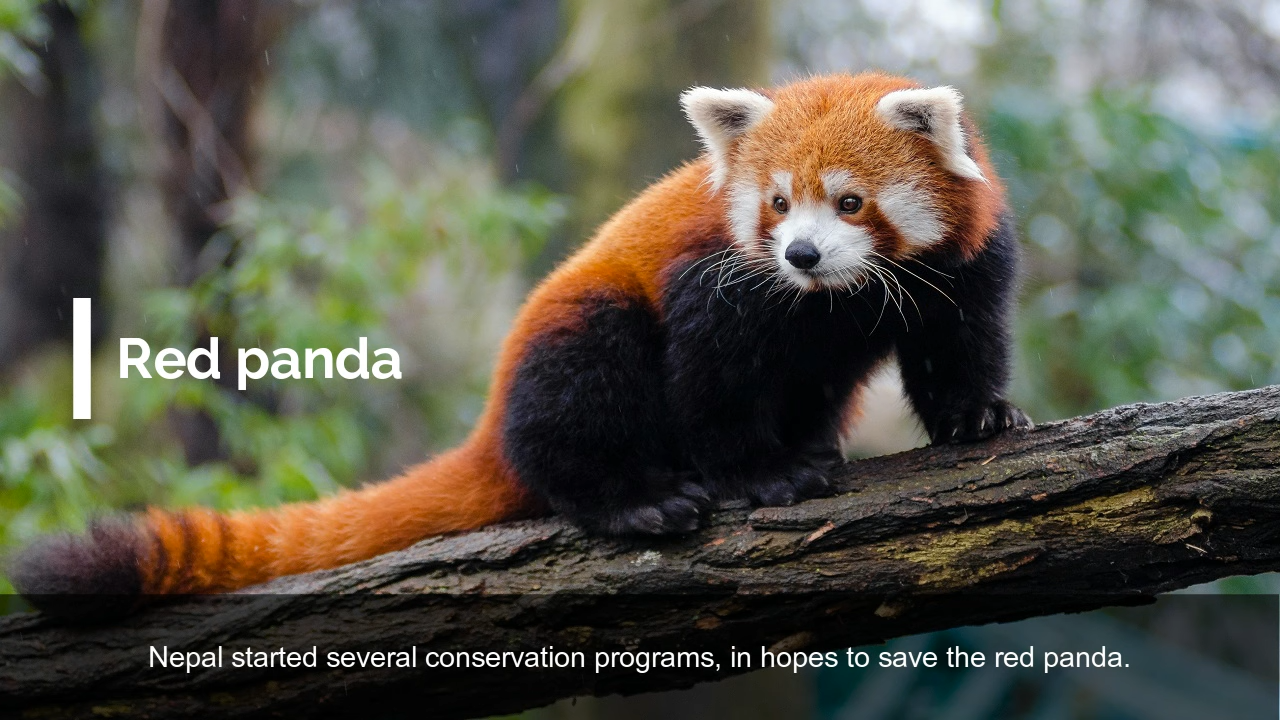 Red panda
Nepal started several conservation programs, in hopes to save the red panda.